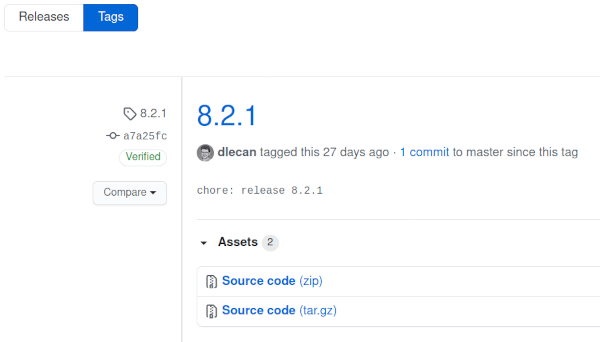 Releases Tags
8.2.1
a7a25fc
Verified
Compare
8.2.1
dlecan tagged this 27 days ago · 1 commit to master since this tag
chore: release 8.2.1
Assets 2
Source code (zip)
Source code (tar.gz)